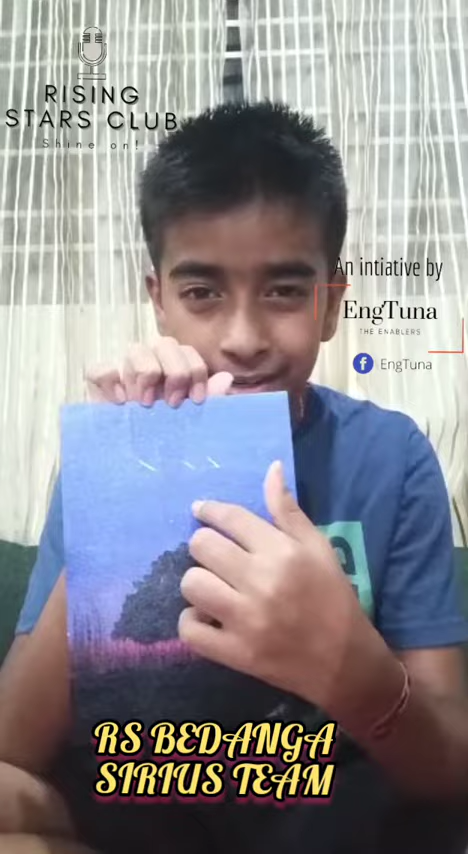 RISING
STARS CLUB
Shine on!
An intiative by
EngTuna
THE ENABLERS
EngTuna
RS BEDANGA
SIRIUS TEAM